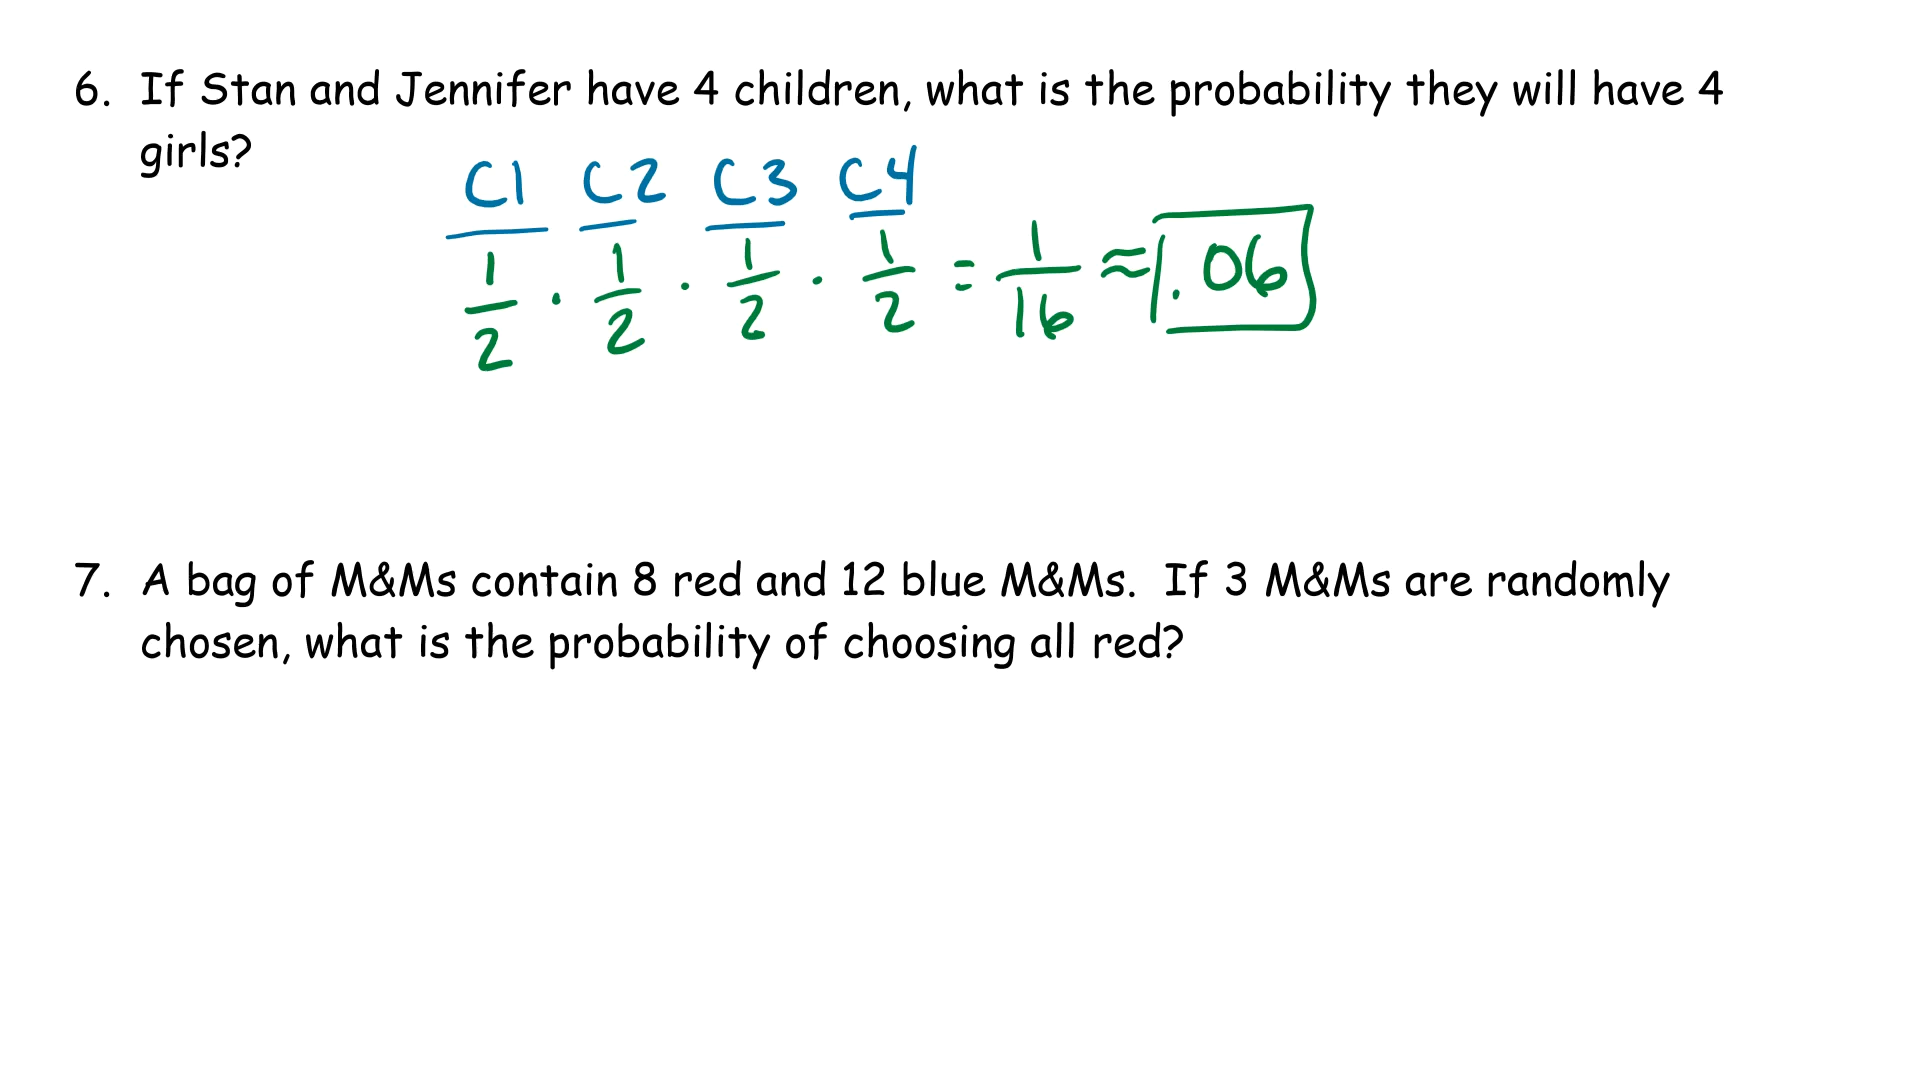 6. If Stan and Jennifer have 4 children, what is the probability they will have 4
girls?
C1 C2 C3 C4
1/2 · 1/2 · 1/2 · 1/2 = 1/16 ≈ .06
7. A bag of M&Ms contain 8 red and 12 blue M&Ms. If 3 M&Ms are randomly
chosen, what is the probability of choosing all red?